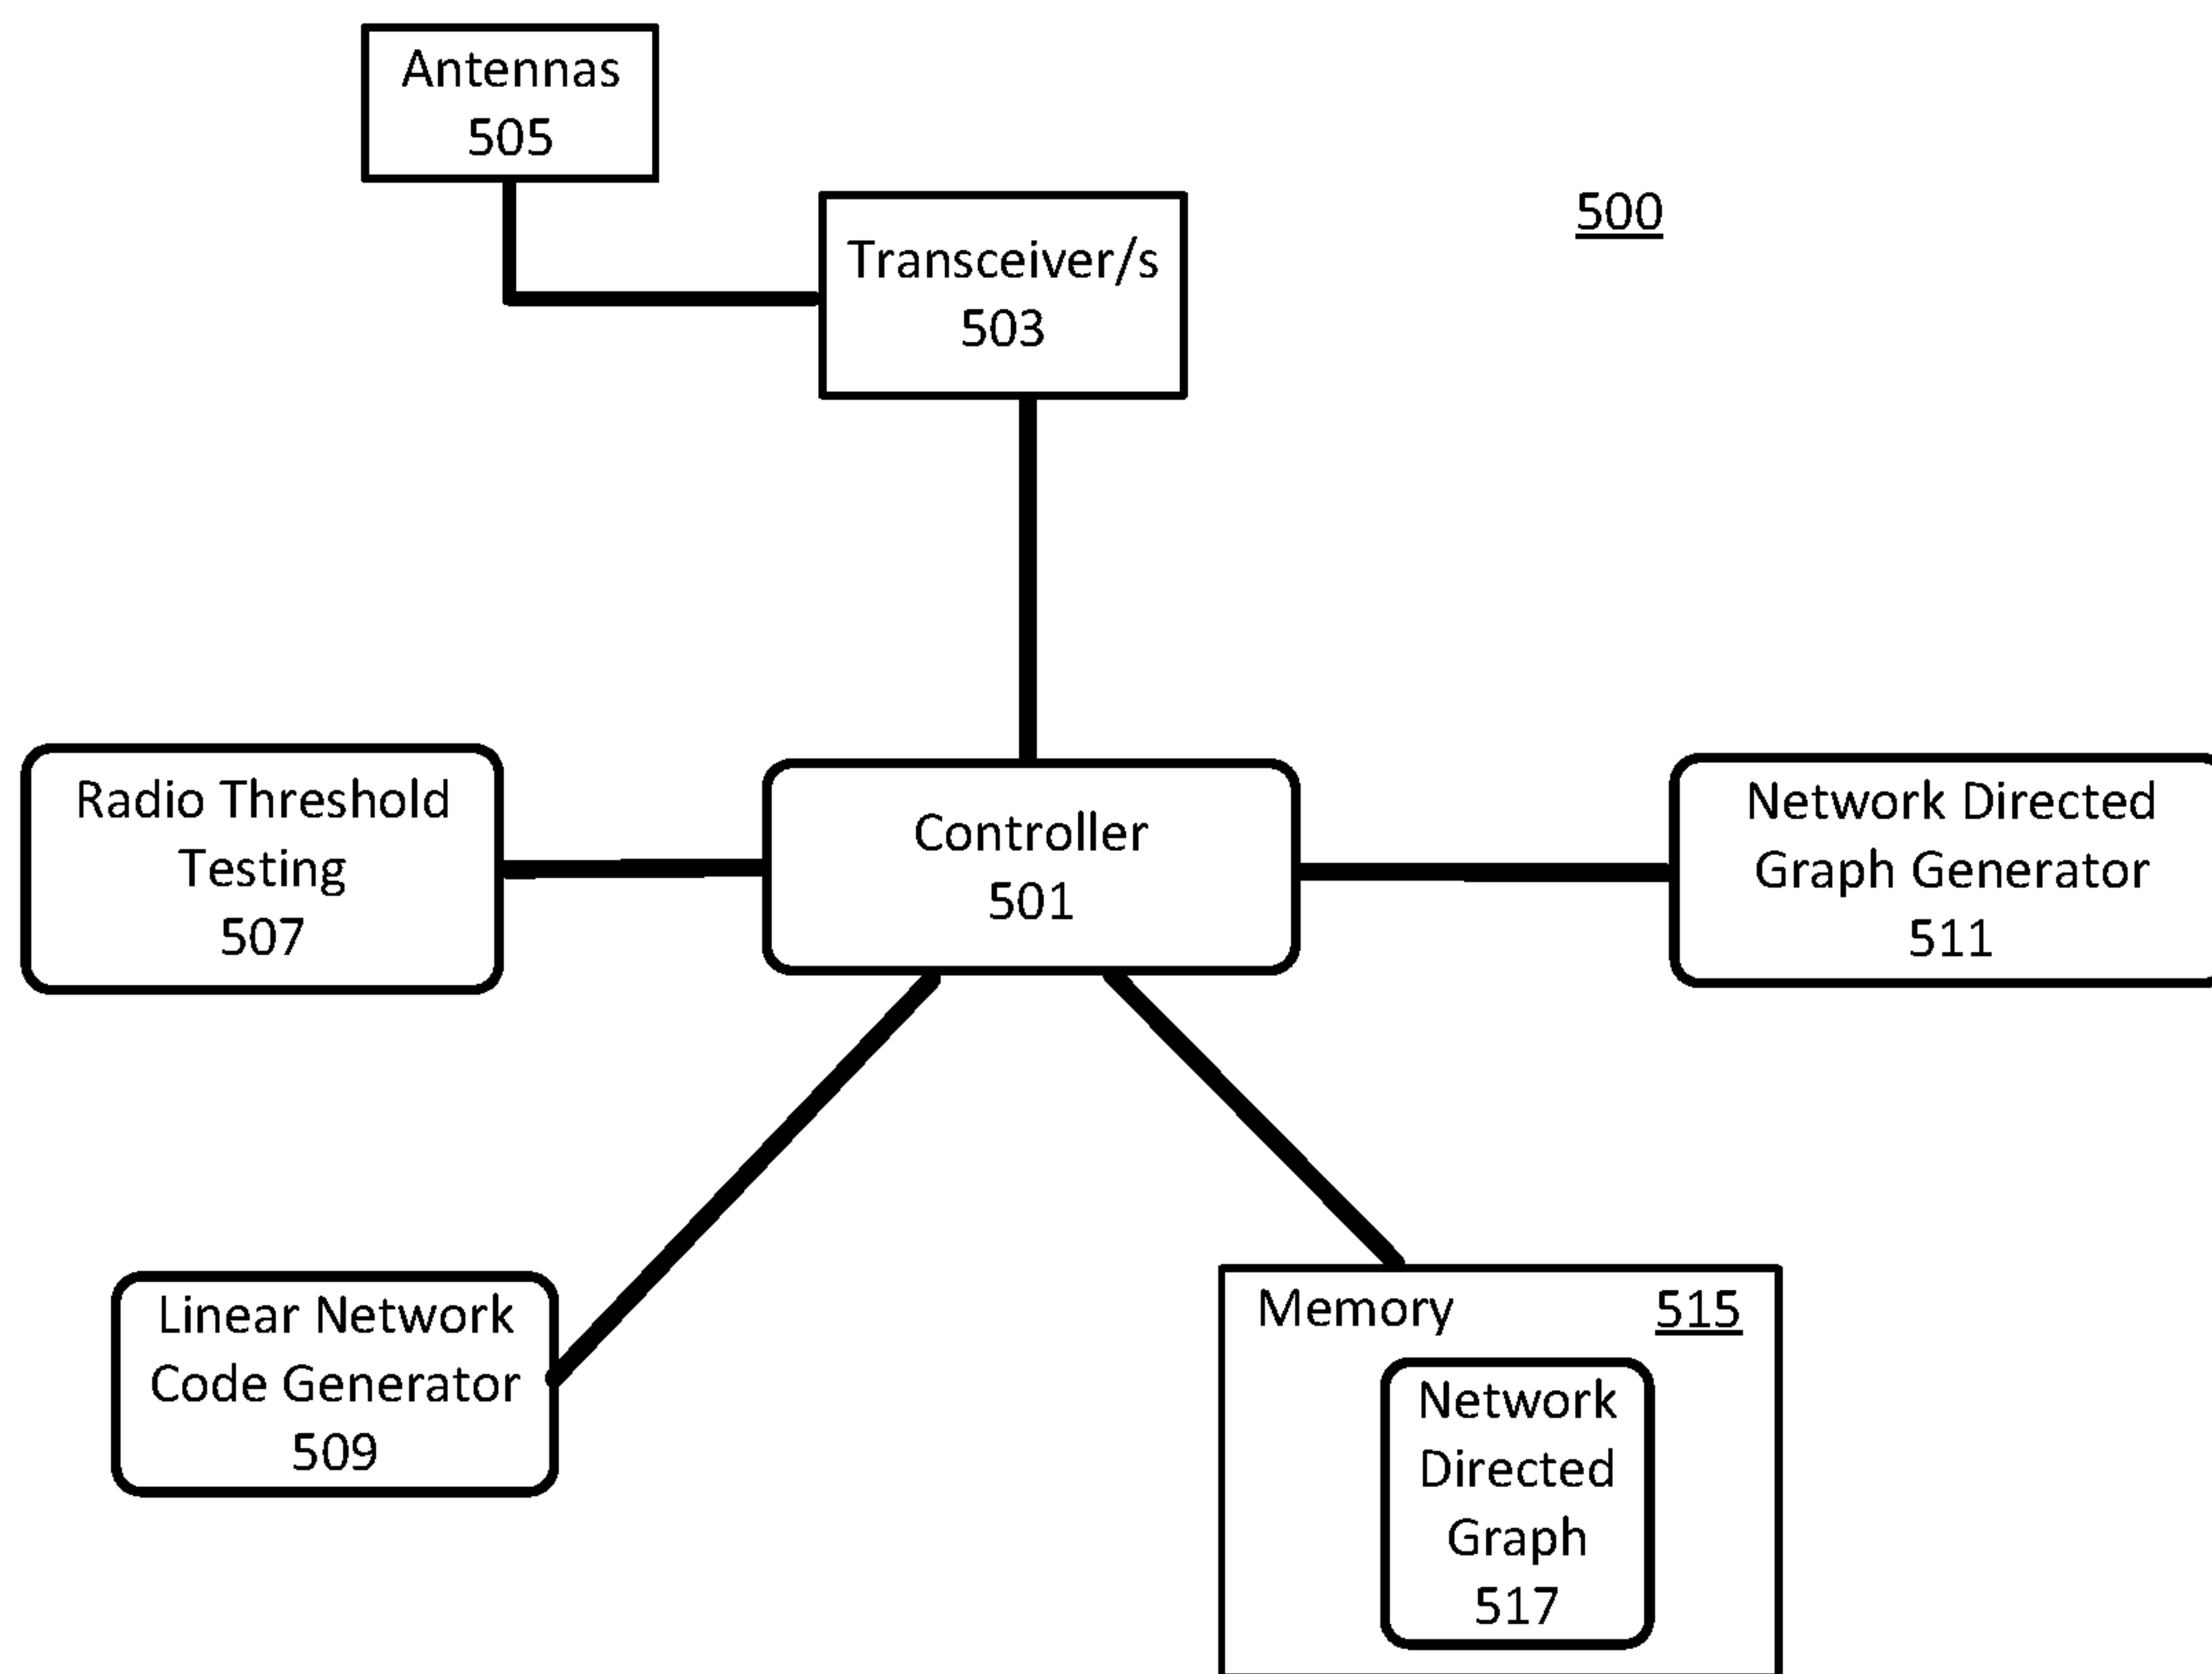 Antennas
505
Transceiver/s
503
500
Radio Threshold
Testing
507
Controller
501
Network Directed
Graph Generator
511
Linear Network
Code Generator
509
Memory 515
Network
Directed
Graph
517